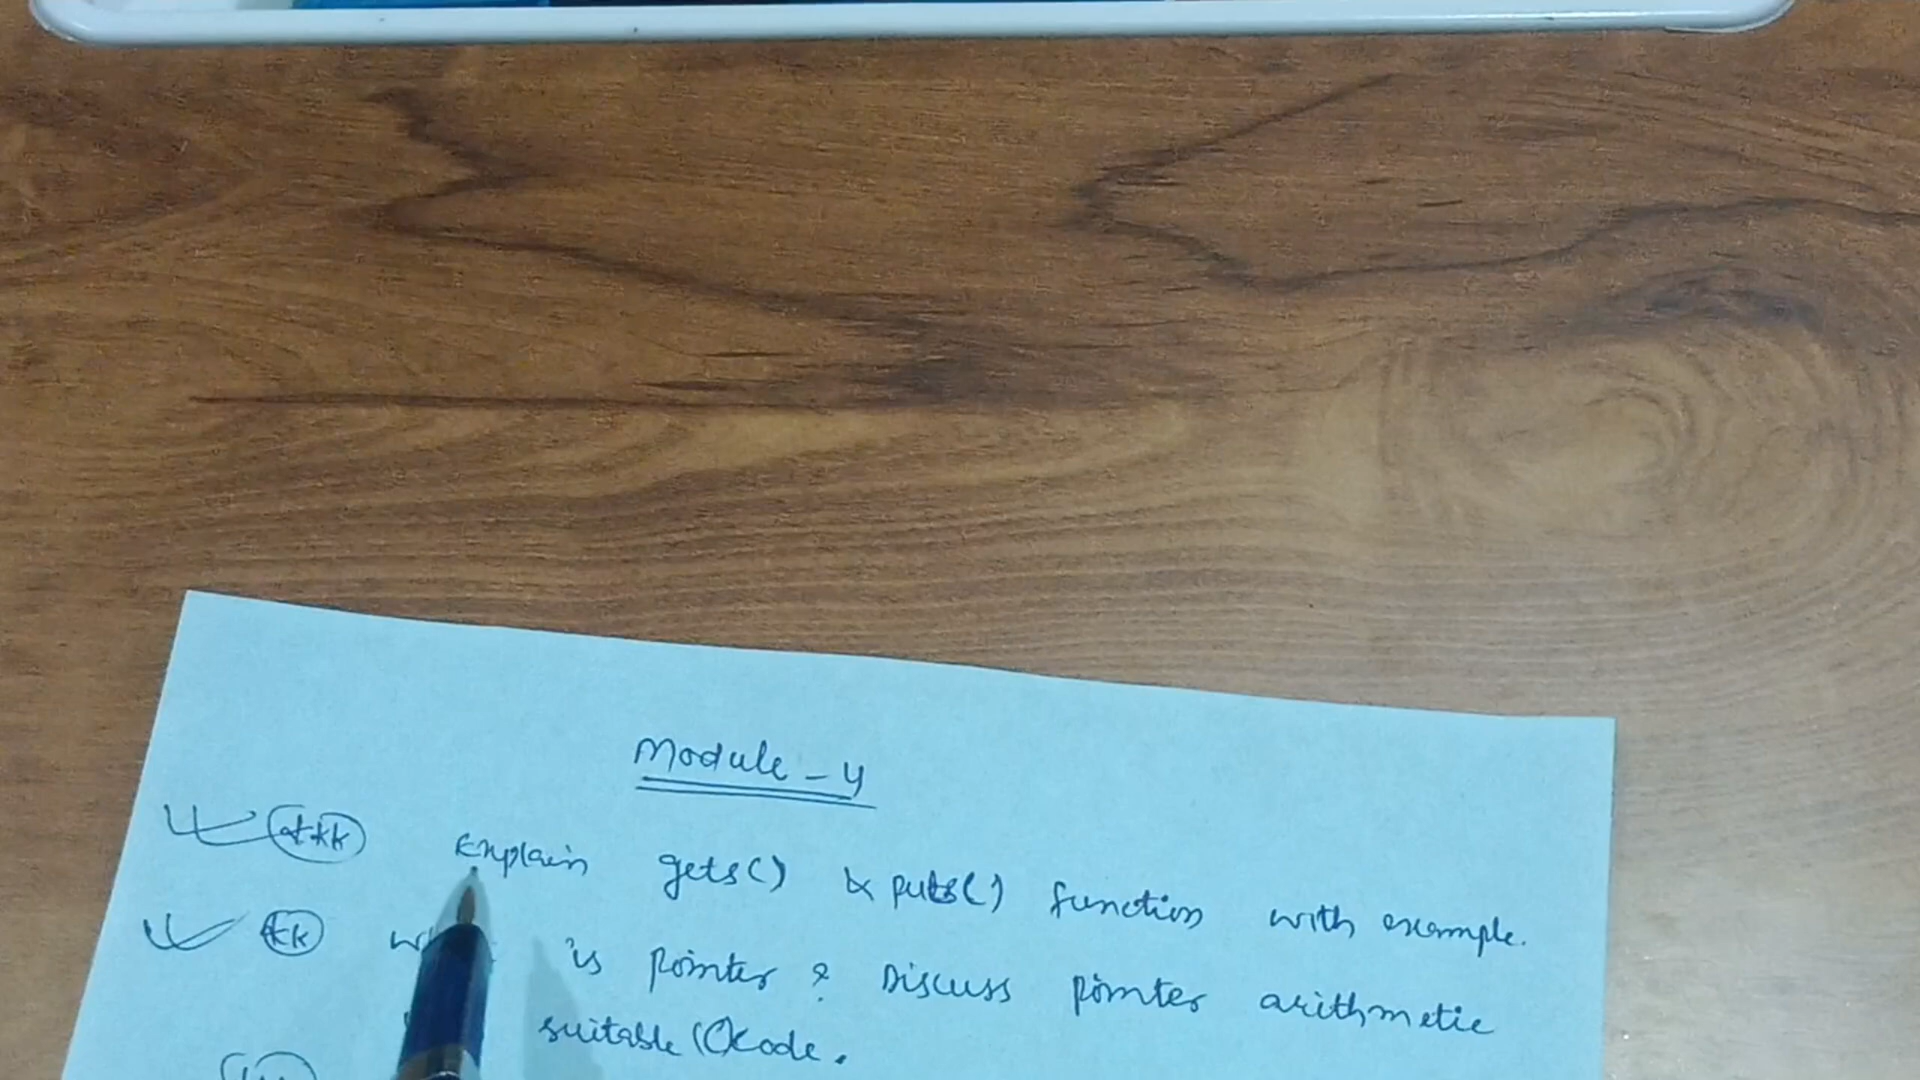 Module - 4
*** Explain gets() & puts() function with example.
** is pointer ? Discuss pointer arithmetic
suitable (C) code.